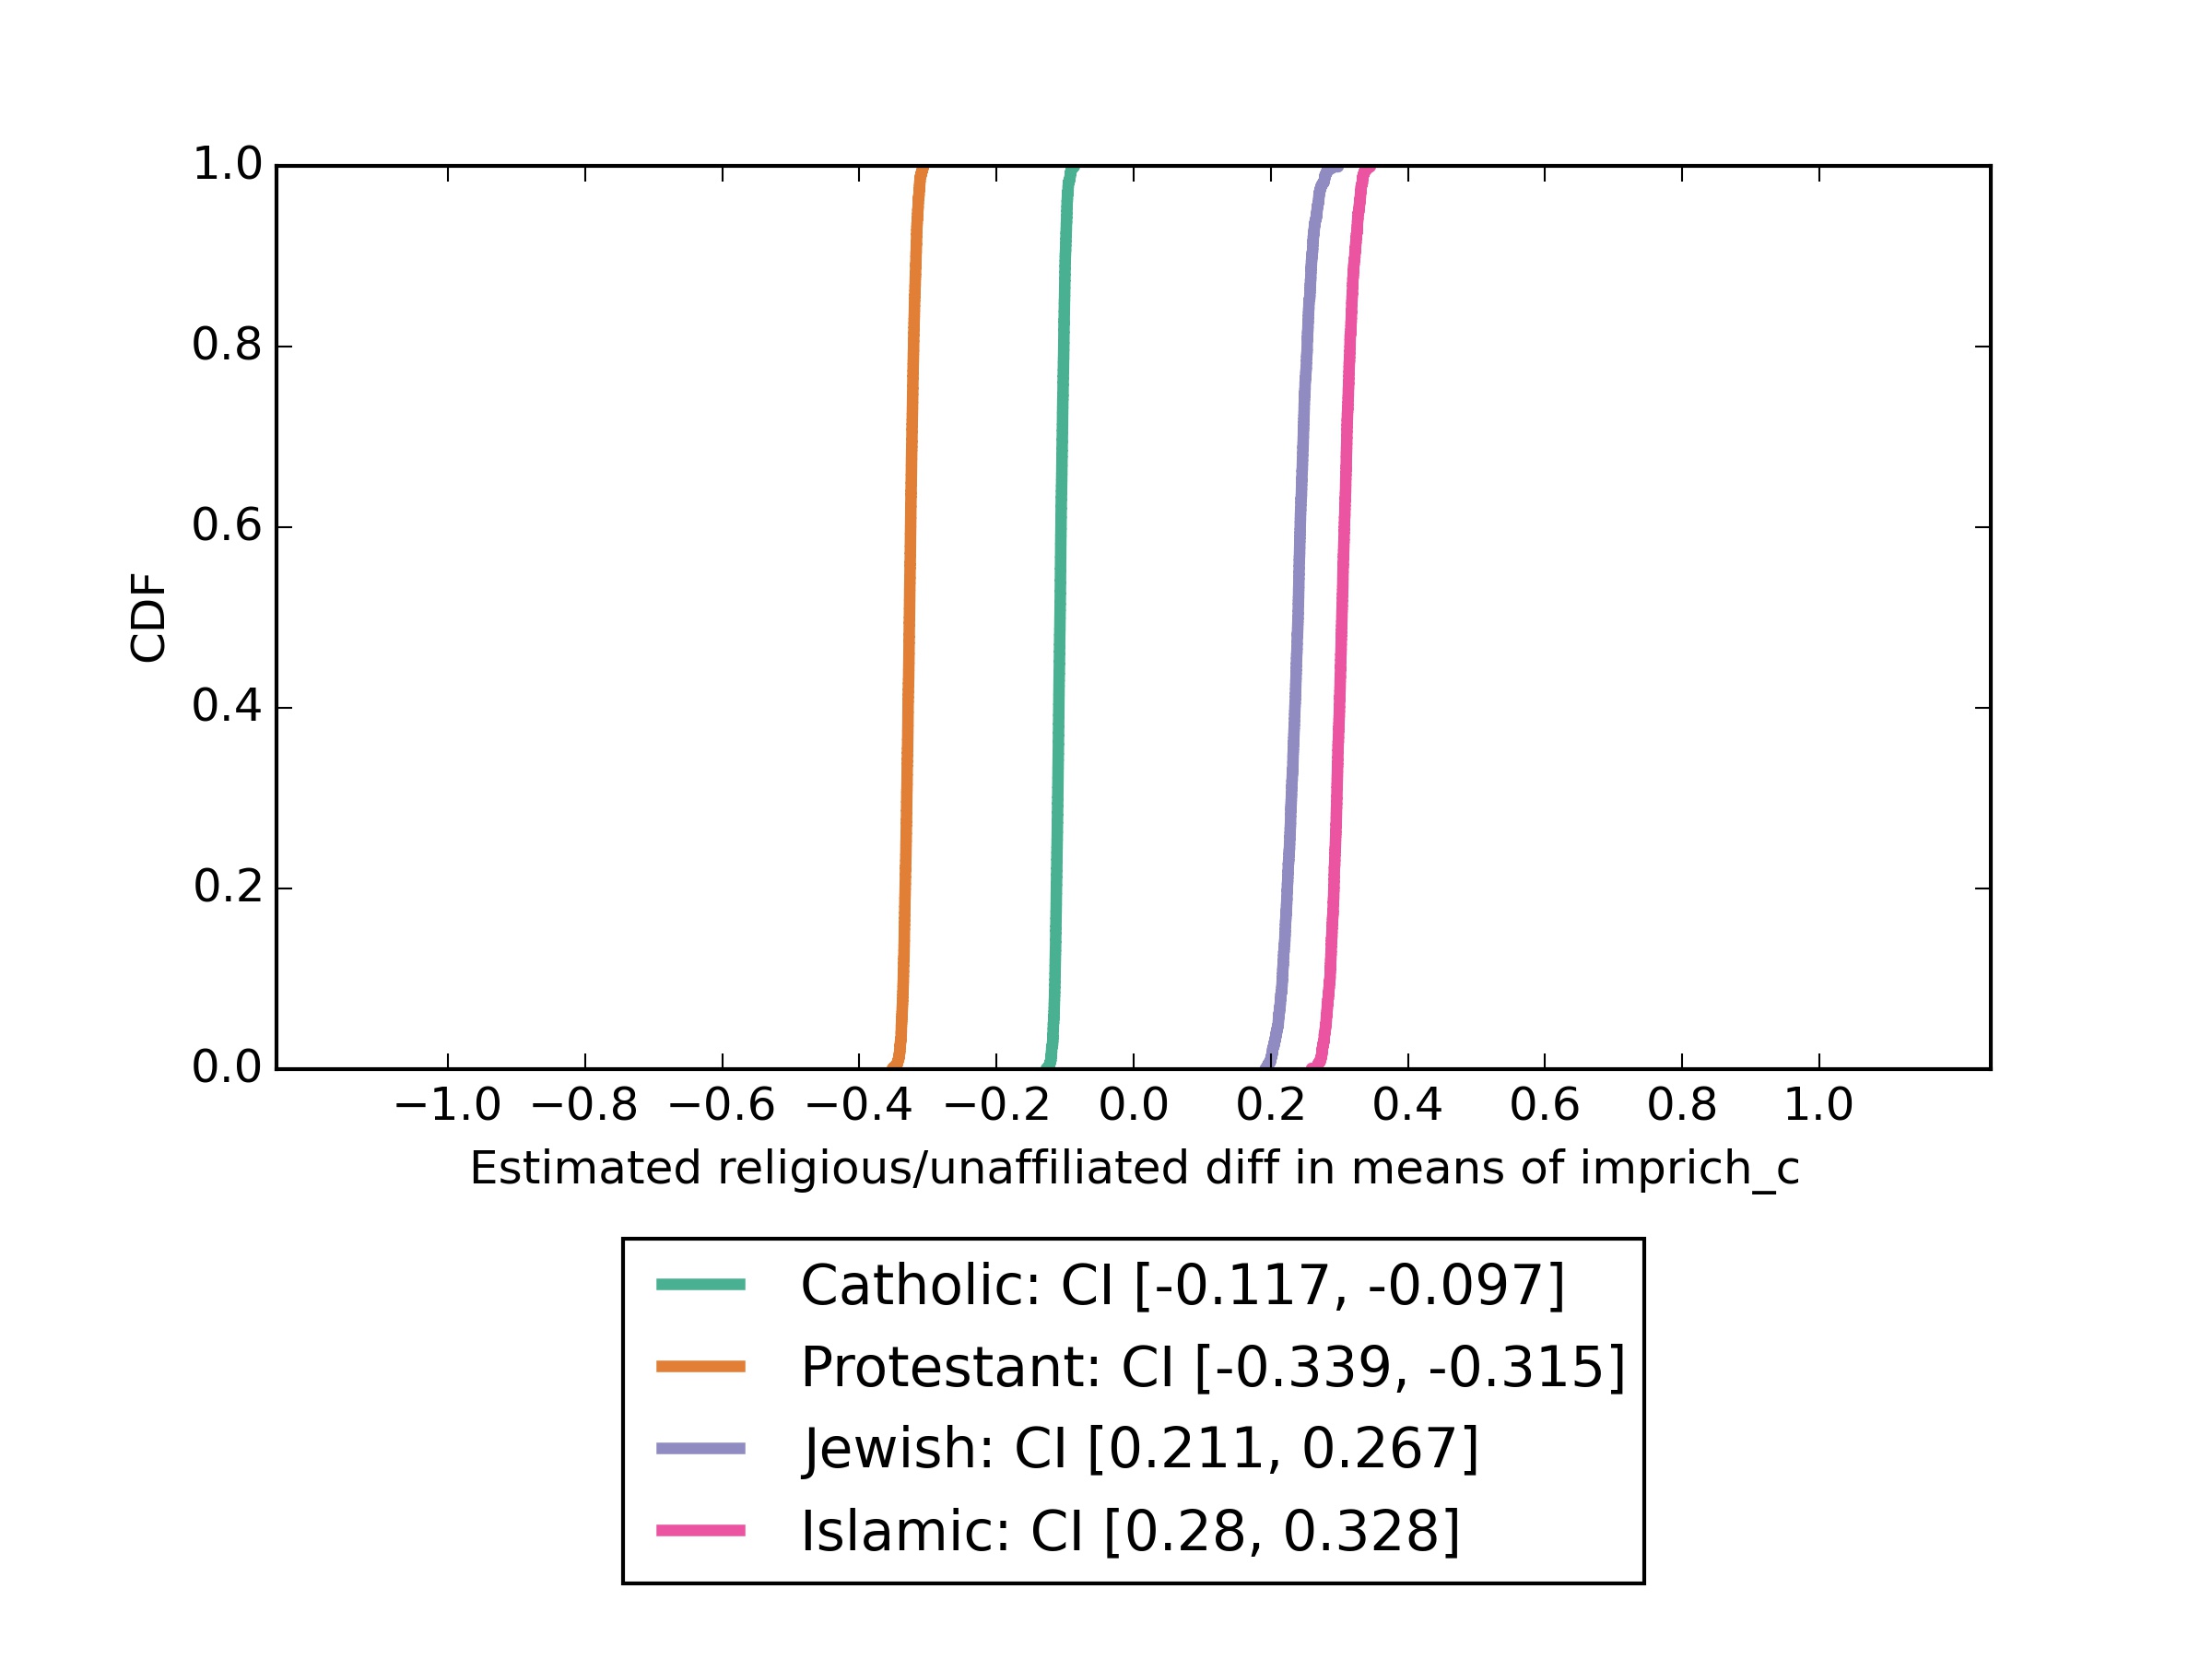 1.0
0.8
0.6
0.4
0.2
0.0
CDF
−1.0 −0.8 −0.6 −0.4 −0.2 0.0 0.2 0.4 0.6 0.8 1.0
Estimated religious/unaffiliated diff in means of imprich_c
Catholic: CI [-0.117, -0.097]
Protestant: CI [-0.339, -0.315]
Jewish: CI [0.211, 0.267]
Islamic: CI [0.28, 0.328]